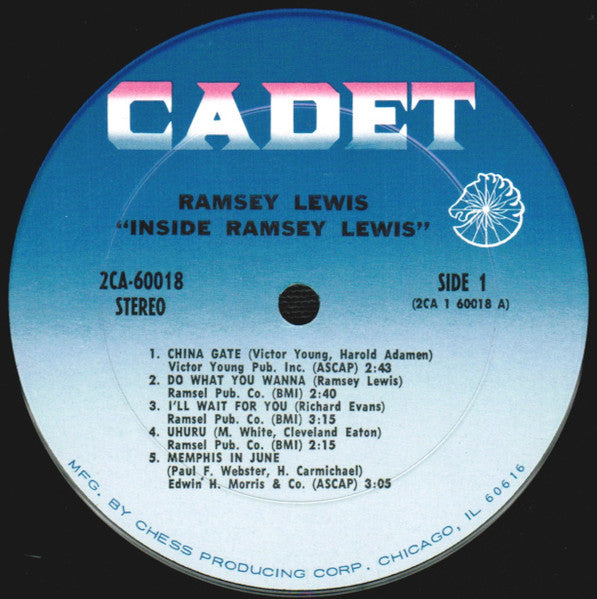 CADET
RAMSEY LEWIS
"INSIDE RAMSEY LEWIS"
2CA-60018
STEREO
SIDE 1
(2CA 1 60018 A)
1. CHINA GATE (Victor Young, Harold Adamen)
Victor Young Pub. Inc. (ASCAP) 2:43
2. DO WHAT YOU WANNA (Ramsey Lewis)
Ramsel Pub. Co. (BMI) 2:40
3. I'LL WAIT FOR YOU (Richard Evans)
Ramsel Pub. Co. (BMI) 3:15
4. UHURU (M. White, Cleveland Eaton)
Ramsel Pub. Co. (BMI) 2:15
5. MEMPHIS IN JUNE
(Paul F. Webster, H. Carmichael)
Edwin H. Morris & Co. (ASCAP) 3:05
MFG. BY CHESS PRODUCING CORP. CHICAGO, IL 60616